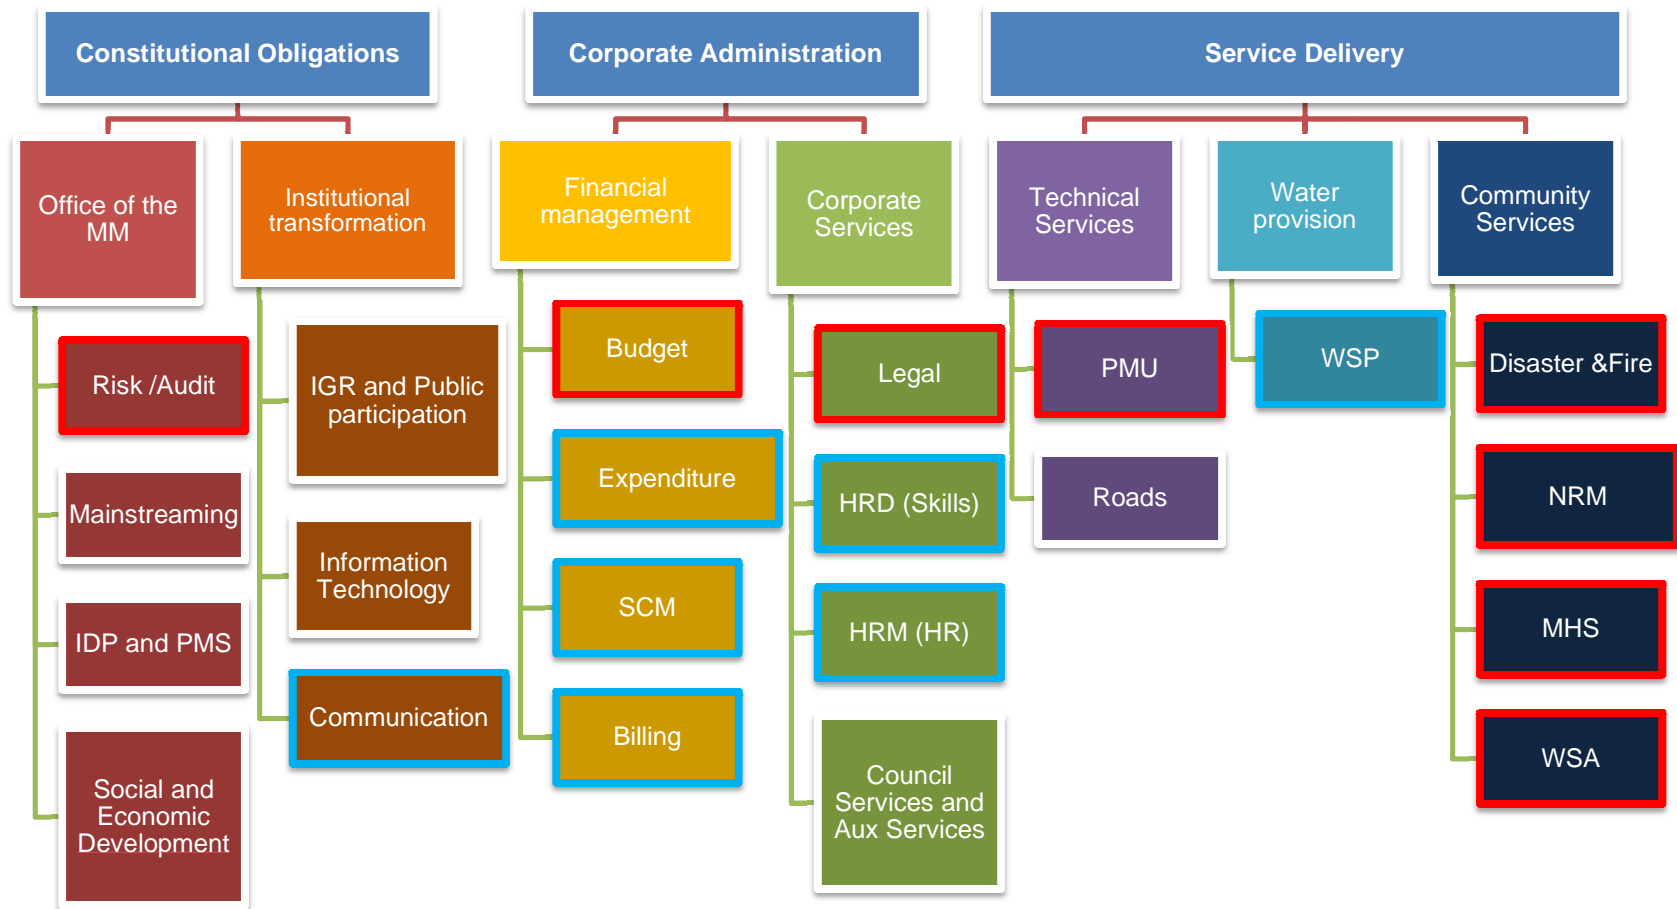 Constitutional Obligations
Corporate Administration
Service Delivery
Office of the
MM
Institutional
transformation
Financial
management
Corporate
Services
Technical
Services
Water
provision
Community
Services
Risk /Audit
Mainstreaming
IDP and PMS
Social and
Economic
Development
IGR and Public
participation
Information
Technology
Communication
Budget
Expenditure
SCM
Billing
Legal
HRD (Skills)
HRM (HR)
Council
Services and
Aux Services
PMU
Roads
WSP
Disaster &Fire
NRM
MHS
WSA